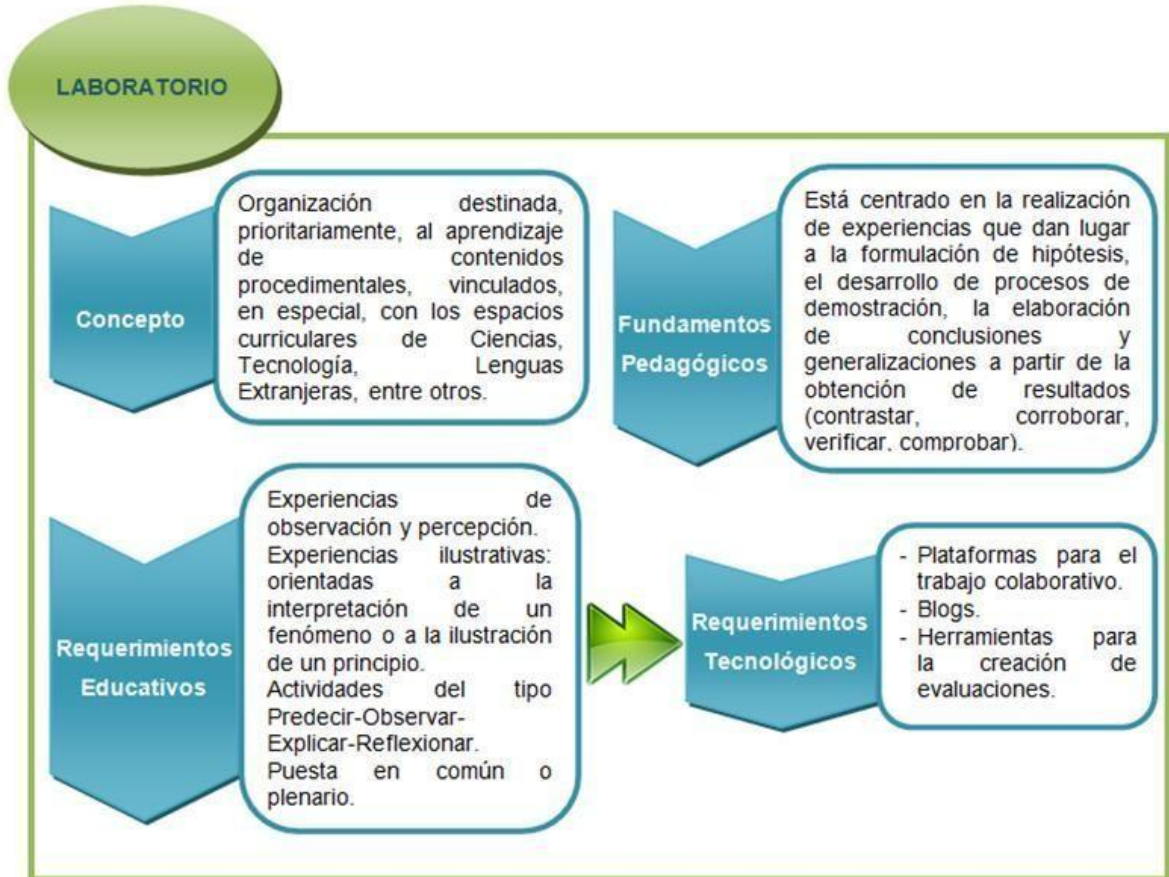 LABORATORIO
Concepto
Organización destinada,
prioritariamente, al aprendizaje
de contenidos
procedimentales, vinculados,
en especial, con los espacios
curriculares de Ciencias,
Tecnología, Lenguas
Extranjeras, entre otros.
Fundamentos
Pedagógicos
Está centrado en la realización
de experiencias que dan lugar
a la formulación de hipótesis,
el desarrollo de procesos de
demostración, la elaboración
de conclusiones y
generalizaciones a partir de la
obtención de resultados
(contrastar, corroborar,
verificar, comprobar).
Requerimientos
Educativos
Experiencias de
observación y percepción.
Experiencias ilustrativas:
orientadas a la
interpretación de un
fenómeno o a la ilustración
de un principio.
Actividades del tipo
Predecir-Observar-
Explicar-Reflexionar.
Puesta en común o
plenario.
Requerimientos
Tecnológicos
- Plataformas para el
trabajo colaborativo.
- Blogs.
- Herramientas para
la creación de
evaluaciones.